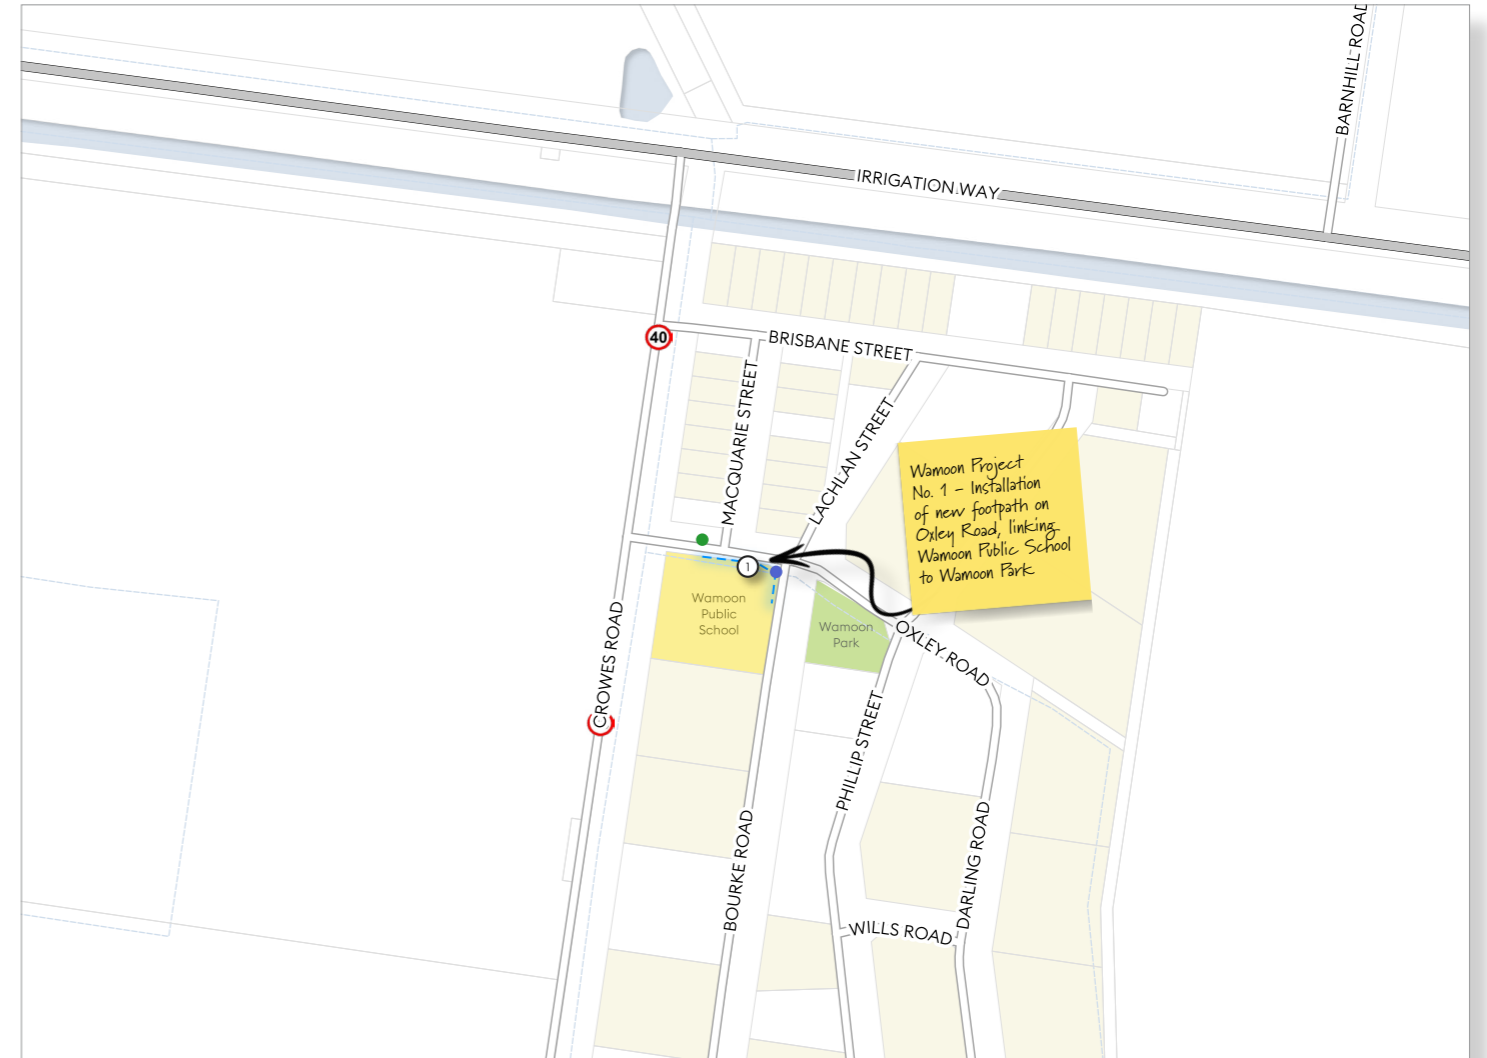 BARNHILL ROAD
IRRIGATION WAY
40
BRISBANE STREET
MACQUARIE STREET
LACHLAN STREET
Wamoon Project
No. 1 – Installation
of new footpath on
Oxley Road, linking
Wamoon Public School
to Wamoon Park
1
Wamoon
Public
School
Wamoon
Park
OXLEY ROAD
CROWES ROAD
PHILLIP STREET
BOURKE ROAD
DARLING ROAD
WILLS ROAD